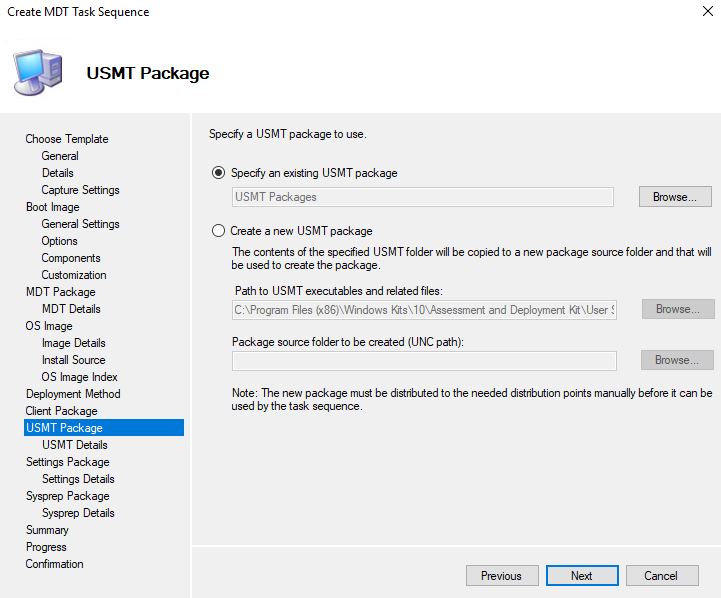 Create MDT Task Sequence
USMT Package
Choose Template
General
Details
Capture Settings
Boot Image
General Settings
Options
Components
Customization
MDT Package
MDT Details
OS Image
Image Details
Install Source
OS Image Index
Deployment Method
Client Package
USMT Package
USMT Details
Settings Package
Settings Details
Sysprep Package
Sysprep Details
Summary
Progress
Confirmation
Specify a USMT package to use.
Specify an existing USMT package
USMT Packages
Browse...
Create a new USMT package
The contents of the specified USMT folder will be copied to a new package source folder and that will
be used to create the package.
Path to USMT executables and related files:
C:\Program Files (x86)\Windows Kits\10\Assessment and Deployment Kit\User S
Browse...
Package source folder to be created (UNC path):
Browse...
Note: The new package must be distributed to the needed distribution points manually before it can be
used by the task sequence.
Previous
Next
Cancel